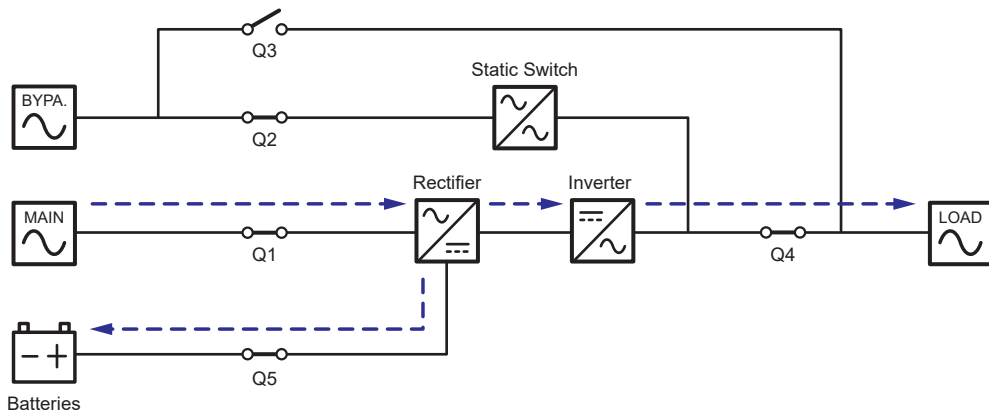 Q3
Static Switch
BYPA.
Q2
Rectifier
Inverter
MAIN
Q1
Q4
LOAD
Q5
Batteries